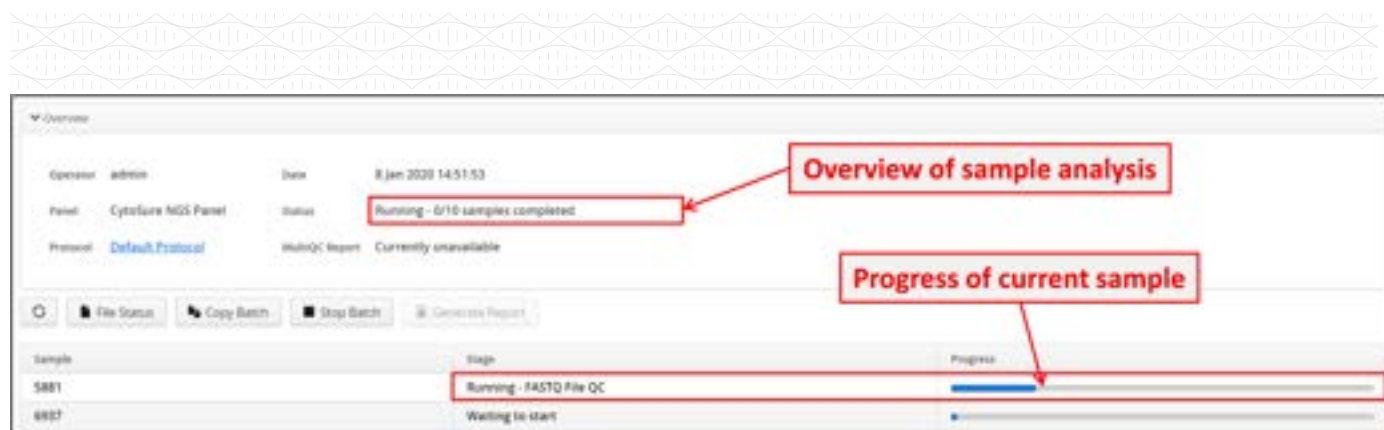 Overview
Operator admin Date 8 Jan 2020 14:51:53
Overview of sample analysis
Panel CytoSure NGS Panel Status Running - 0/10 samples completed
Protocol Default Protocol MultiQC Report Currently unavailable
Progress of current sample
File Status Copy Batch Stop Batch Generate Report
Sample Stage Progress
5881 Running - FASTQ File QC
6937 Waiting to start